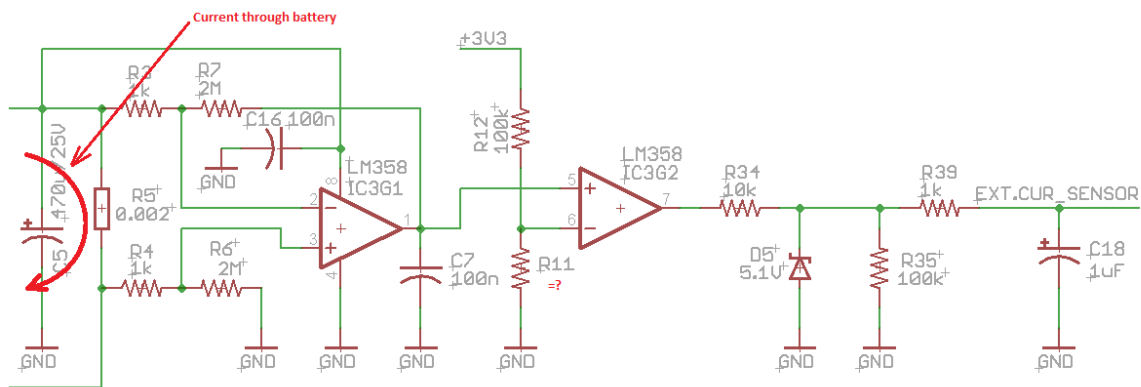 Current through battery
+3V3
R3
1k
R7
2M
C16 100n
470u/25V
C5
GND
R12
100k
LM358
IC3G1
8
2
3
1
4
R5
0.002
R4
1k
R6
2M
C7
100n
LM358
IC3G2
5
6
7
R11
=?
R34
10k
R39
1k
EXT.CUR_SENSOR
D5
5.1V
R35
100k
C18
1uF
GND
GND
GND
GND
GND
GND
GND
GND